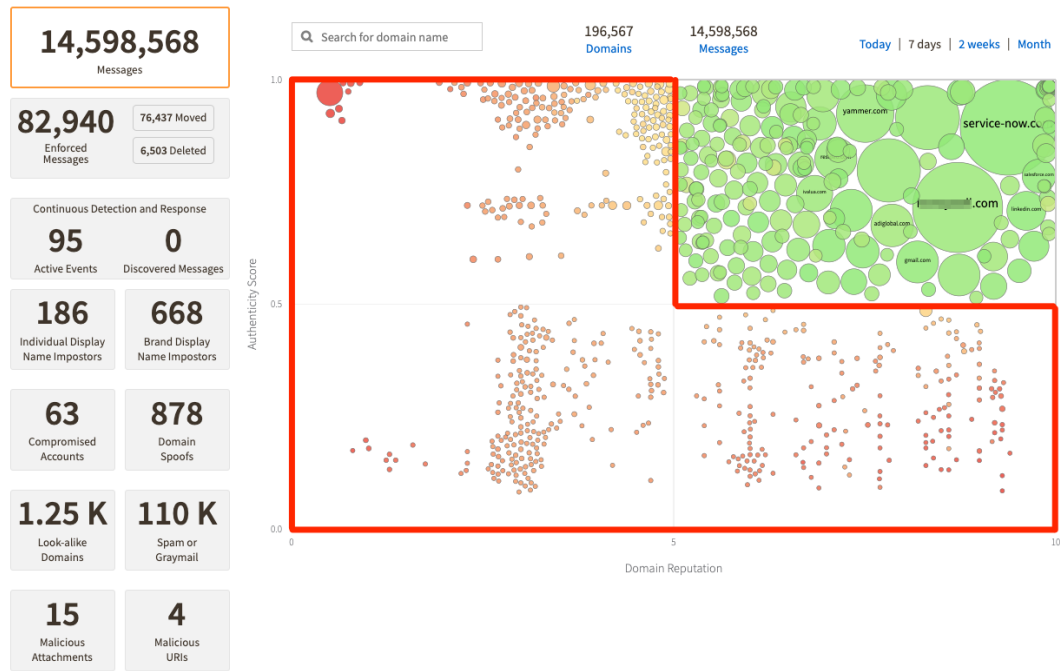 14,598,568
Messages
82,940
Enforced
Messages
76,437 Moved
6,503 Deleted
Continuous Detection and Response
95
Active Events
0
Discovered Messages
186
Individual Display
Name Impostors
668
Brand Display
Name Impostors
63
Compromised
Accounts
878
Domain
Spoofs
1.25 K
Look-alike
Domains
110 K
Spam or
Graymail
15
Malicious
Attachments
4
Malicious
URIs
Search for domain name
196,567
Domains
14,598,568
Messages
Today | 7 days | 2 weeks | Month
Authenticity Score
1.0
0.5
0.0
0
5
10
Domain Reputation
yammer.com
service-now.c
salesforce.com
.com
linkedin.com
adiglobal.com
gmail.com